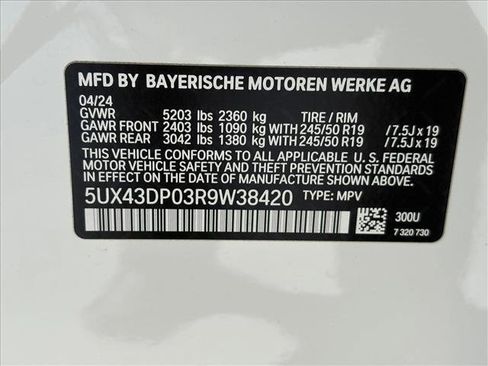 MFD BY BAYERISCHE MOTOREN WERKE AG
04/24
GVWR 5203 lbs 2360 kg TIRE / RIM
GAWR FRONT 2403 lbs 1090 kg WITH 245/50 R19 / 7.5J x 19
GAWR REAR 3042 lbs 1380 kg WITH 245/50 R19 / 7.5J x 19
THIS VEHICLE CONFORMS TO ALL APPLICABLE U. S. FEDERAL
MOTOR VEHICLE SAFETY AND THEFT PREVENTION STANDARDS
IN EFFECT ON THE DATE OF MANUFACTURE SHOWN ABOVE.
5UX43DP03R9W38420 TYPE: MPV
300U
7 320 730